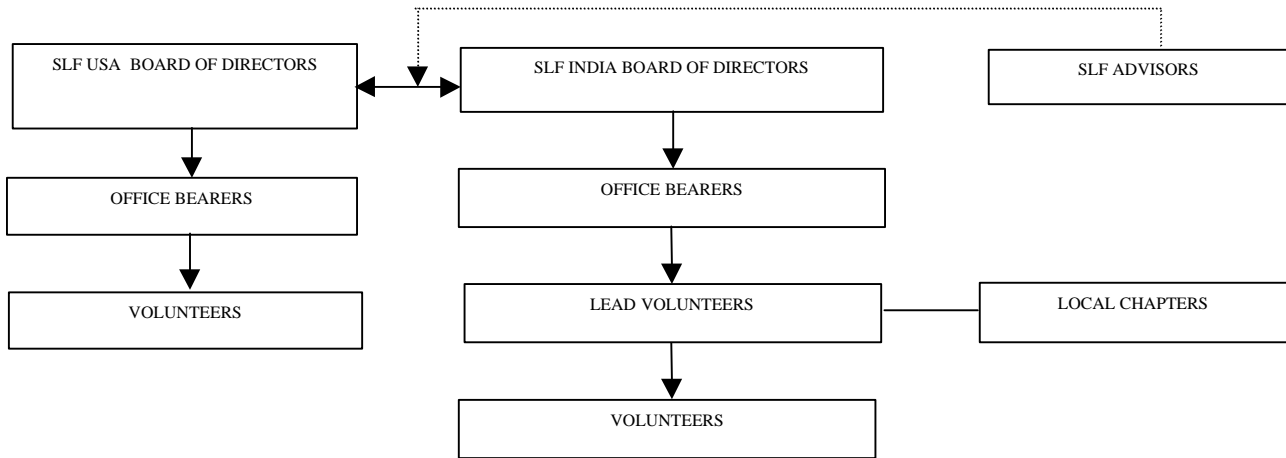 SLF USA BOARD OF DIRECTORS
SLF INDIA BOARD OF DIRECTORS
SLF ADVISORS
OFFICE BEARERS
OFFICE BEARERS
VOLUNTEERS
LEAD VOLUNTEERS
LOCAL CHAPTERS
VOLUNTEERS